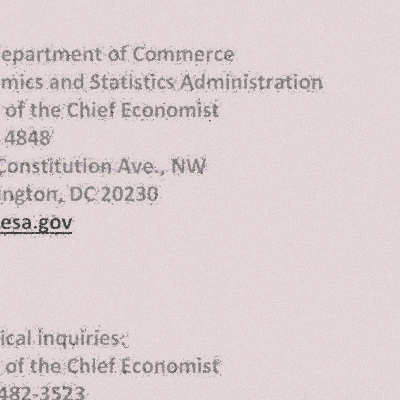 epartment of Commerce
mics and Statistics Administration
of the Chief Economist
4848
Constitution Ave., NW
ington, DC 20230
esa.gov
ical inquiries:
of the Chief Economist
482-3523